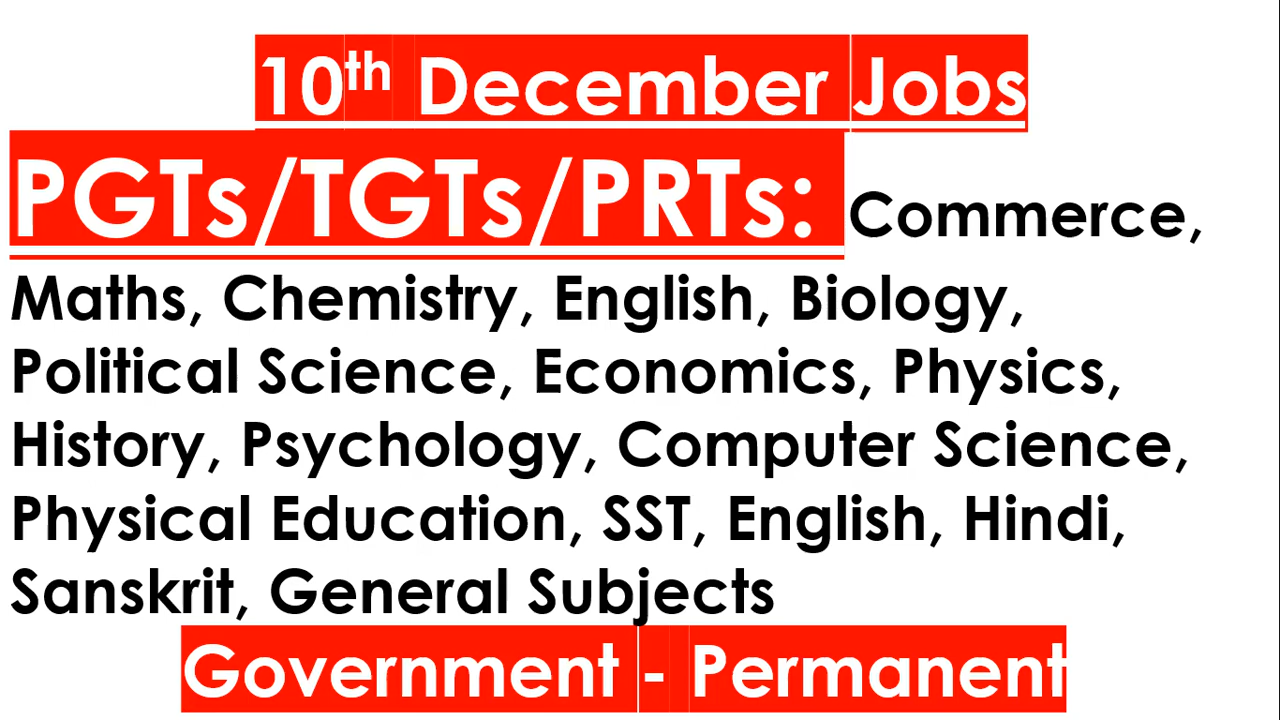 10th December Jobs
PGTs/TGTs/PRTs: Commerce,
Maths, Chemistry, English, Biology,
Political Science, Economics, Physics,
History, Psychology, Computer Science,
Physical Education, SST, English, Hindi,
Sanskrit, General Subjects
Government - Permanent